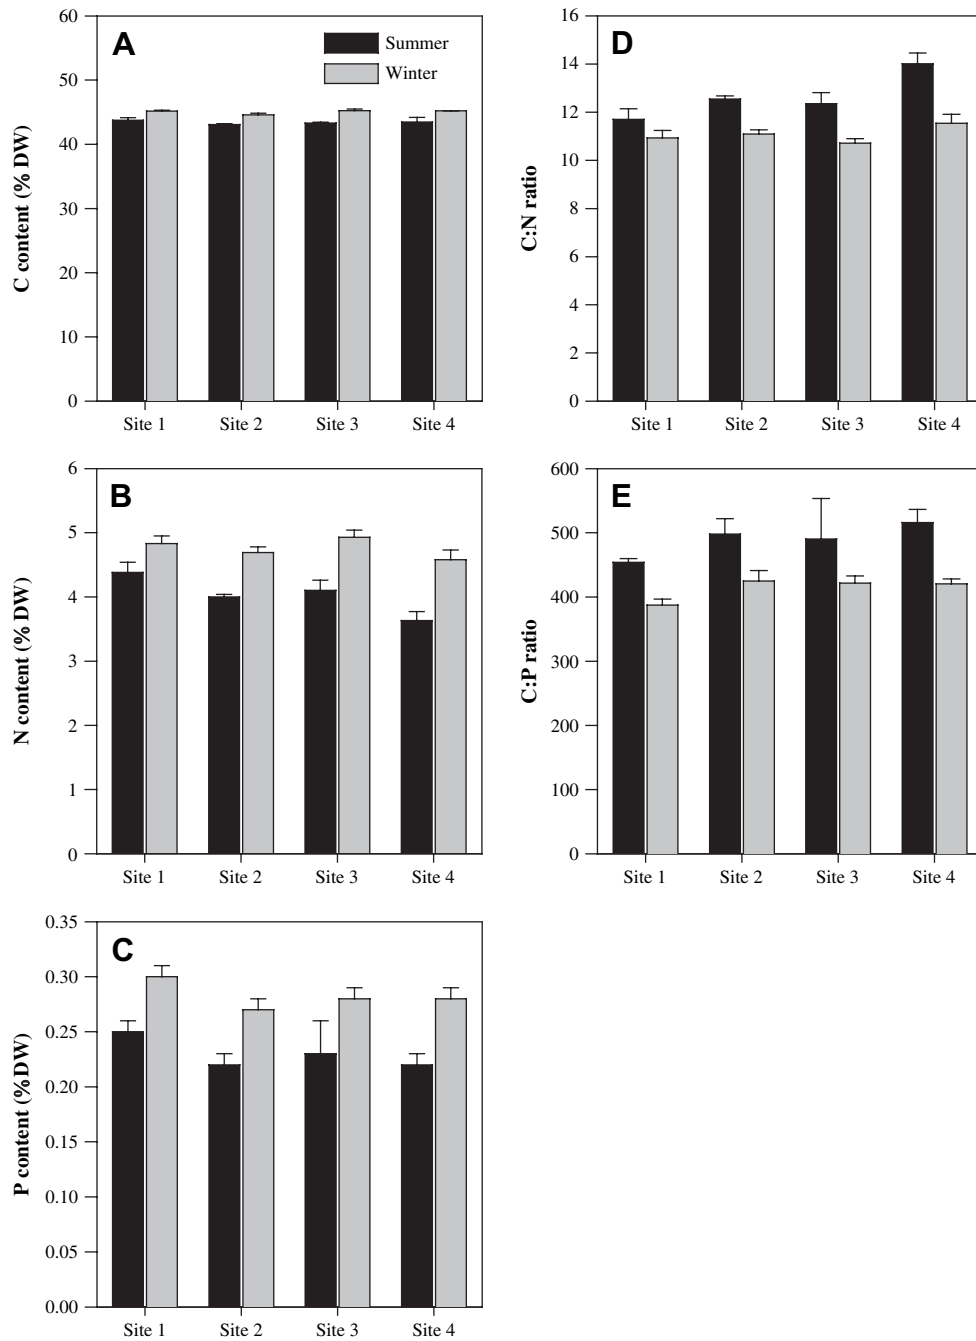 A
Summer
Winter
C content (% DW)
60
50
40
30
20
10
0
Site 1 Site 2 Site 3 Site 4
D
C:N ratio
16
14
12
10
8
6
4
2
0
Site 1 Site 2 Site 3 Site 4
B
N content (% DW)
6
5
4
3
2
1
0
Site 1 Site 2 Site 3 Site 4
E
C:P ratio
600
500
400
300
200
100
0
Site 1 Site 2 Site 3 Site 4
C
P content (%DW)
0.35
0.30
0.25
0.20
0.15
0.10
0.05
0.00
Site 1 Site 2 Site 3 Site 4